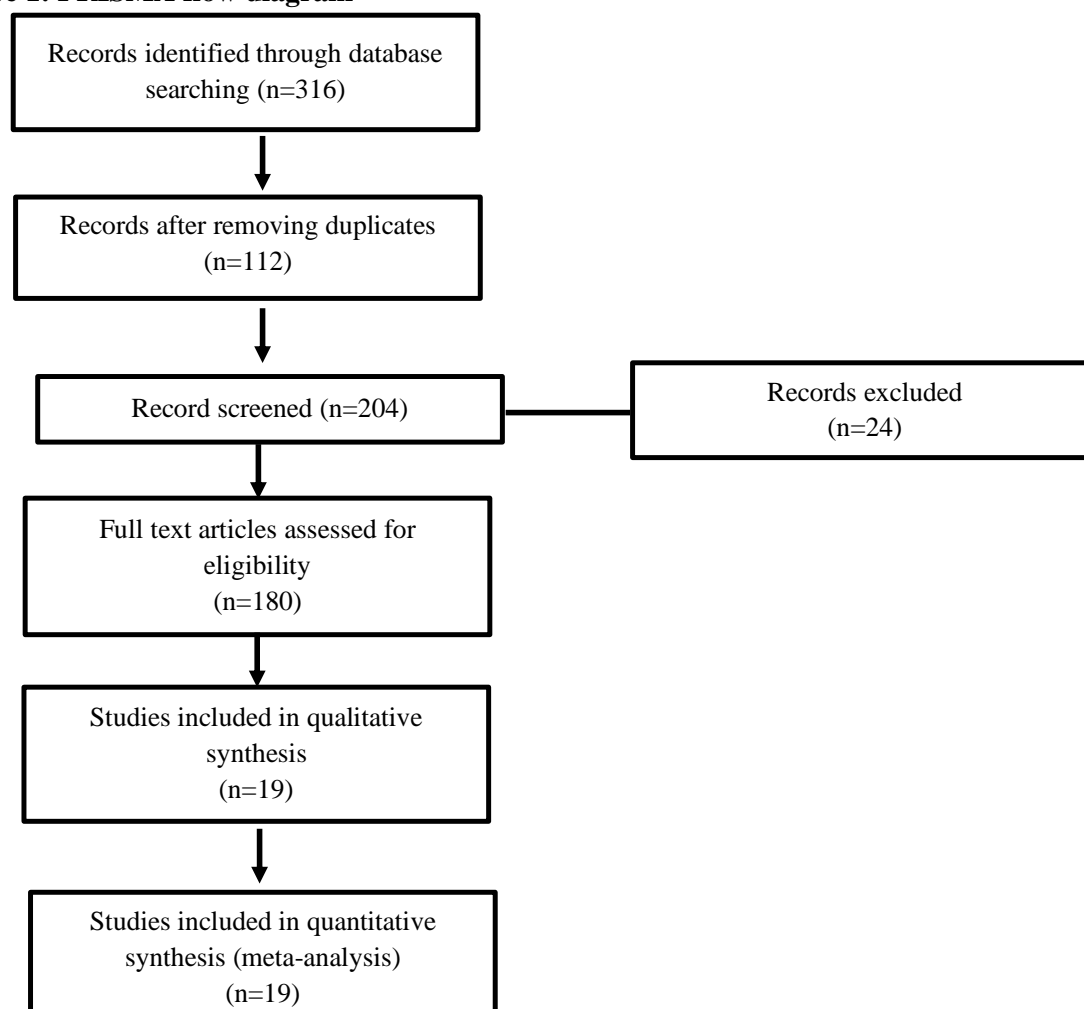 Records identified through database
searching (n=316)
Records after removing duplicates
(n=112)
Record screened (n=204)
Records excluded
(n=24)
Full text articles assessed for
eligibility
(n=180)
Studies included in qualitative
synthesis
(n=19)
Studies included in quantitative
synthesis (meta-analysis)
(n=19)